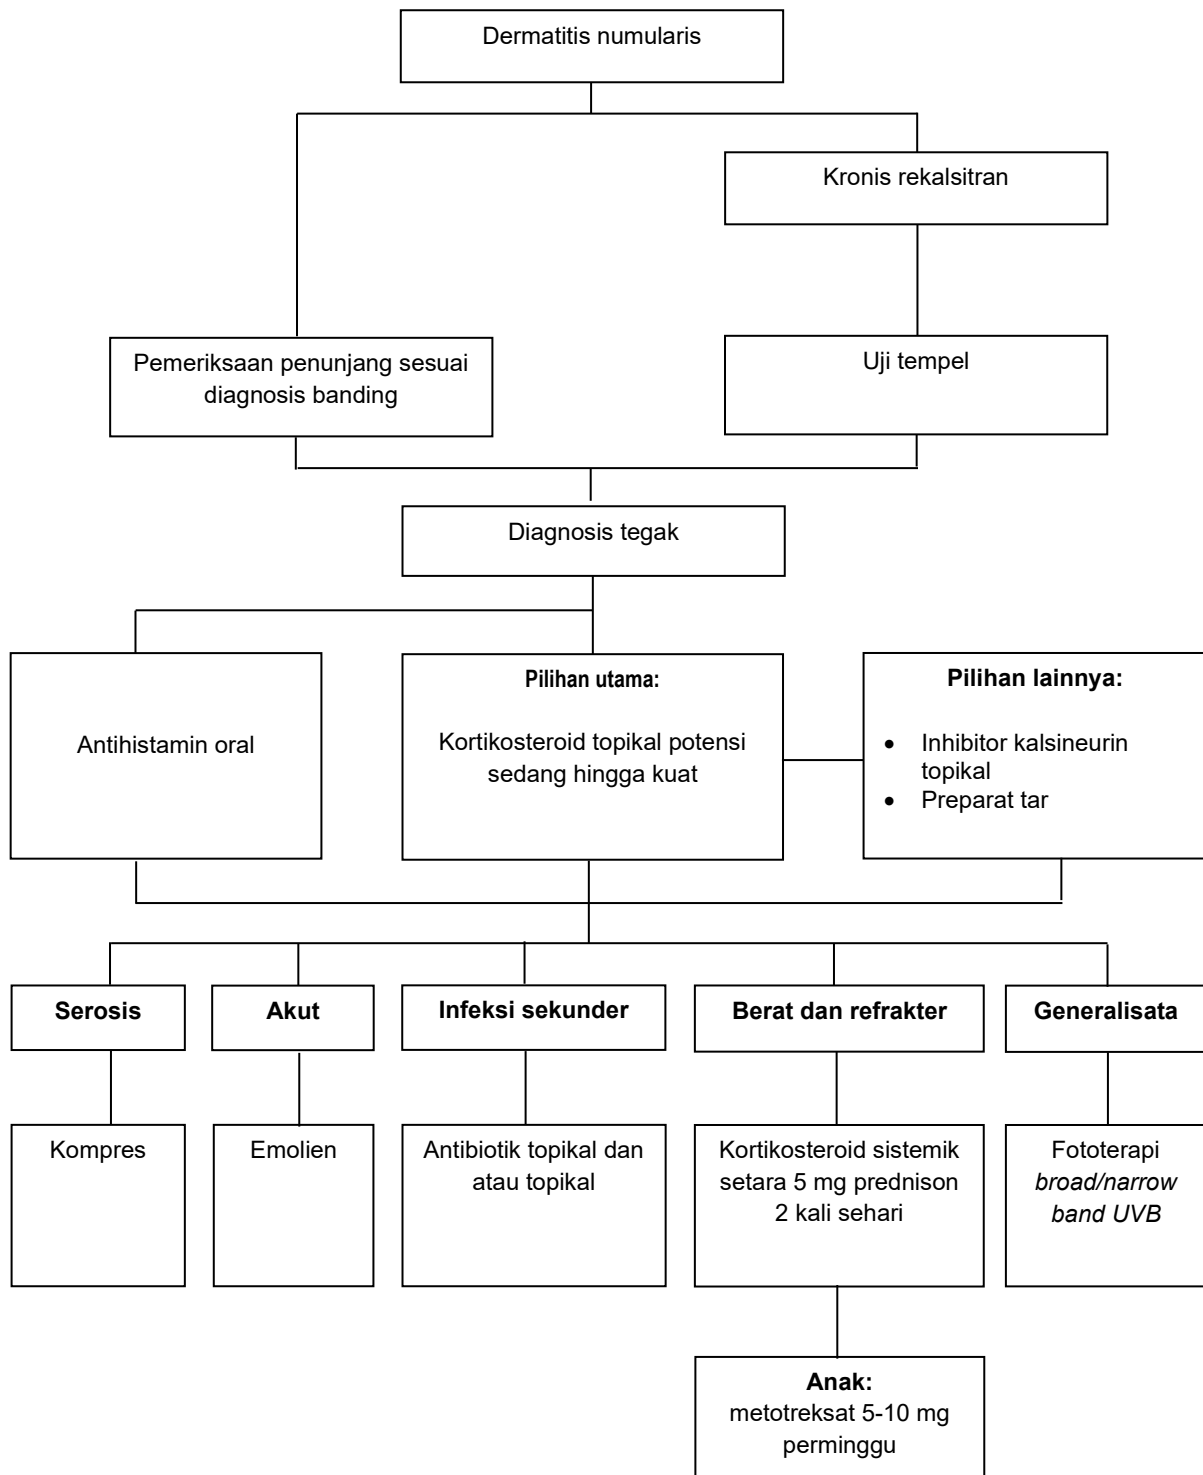 Dermatitis numularis
Kronis rekalsitran
Pemeriksaan penunjang sesuai
diagnosis banding
Uji tempel
Diagnosis tegak
Antihistamin oral
Pilihan utama:
Kortikosteroid topikal potensi
sedang hingga kuat
Pilihan lainnya:
• Inhibitor kalsineurin
topikal
• Preparat tar
Serosis
Akut
Infeksi sekunder
Berat dan refrakter
Generalisata
Kompres
Emolien
Antibiotik topikal dan
atau topikal
Kortikosteroid sistemik
setara 5 mg prednison
2 kali sehari
Fototerapi
broad/narrow
band UVB
Anak:
metotreksat 5-10 mg
perminggu